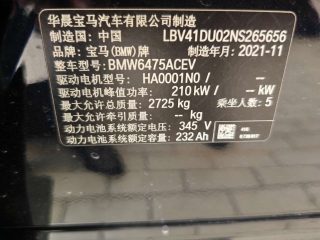 华晨宝马汽车有限公司制造
制造国: 中国 LBV41DU02NS265656
品牌: 宝马(BMW)牌 制造年月: 2021-11
整车型号: BMW6475ACEV
驱动电机型号: HA0001N0 / --
驱动电机峰值功率: 210 kW / -- kW
最大允许总质量: 2725 kg 乘坐人数: 5
最大允许牵引质量: -- kg
动力电池系统额定电压: 345 V
动力电池系统额定容量: 232 Ah